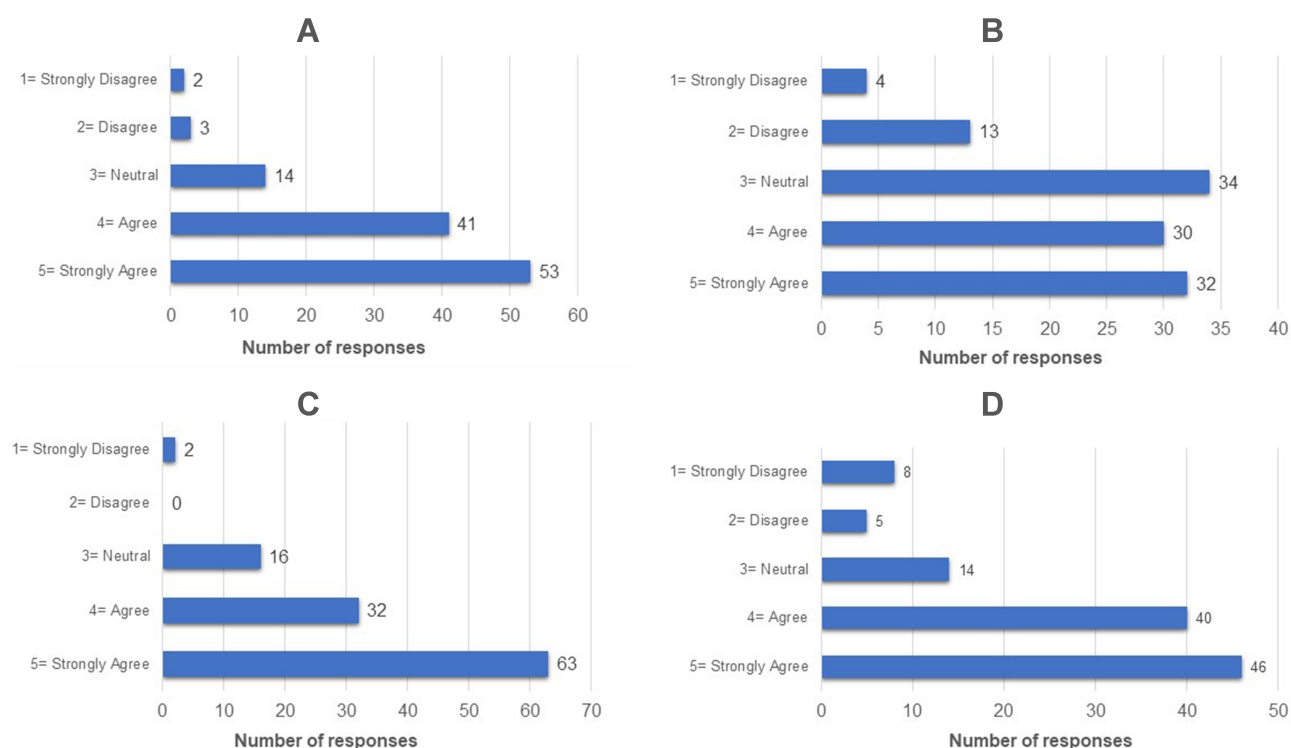 A
1= Strongly Disagree 2
2= Disagree 3
3= Neutral 14
4= Agree 41
5= Strongly Agree 53
0 10 20 30 40 50 60
Number of responses
B
1= Strongly Disagree 4
2= Disagree 13
3= Neutral 34
4= Agree 30
5= Strongly Agree 32
0 5 10 15 20 25 30 35 40
Number of responses
C
1= Strongly Disagree 2
2= Disagree 0
3= Neutral 16
4= Agree 32
5= Strongly Agree 63
0 10 20 30 40 50 60 70
Number of responses
D
1= Strongly Disagree 8
2= Disagree 5
3= Neutral 14
4= Agree 40
5= Strongly Agree 46
0 10 20 30 40 50
Number of responses